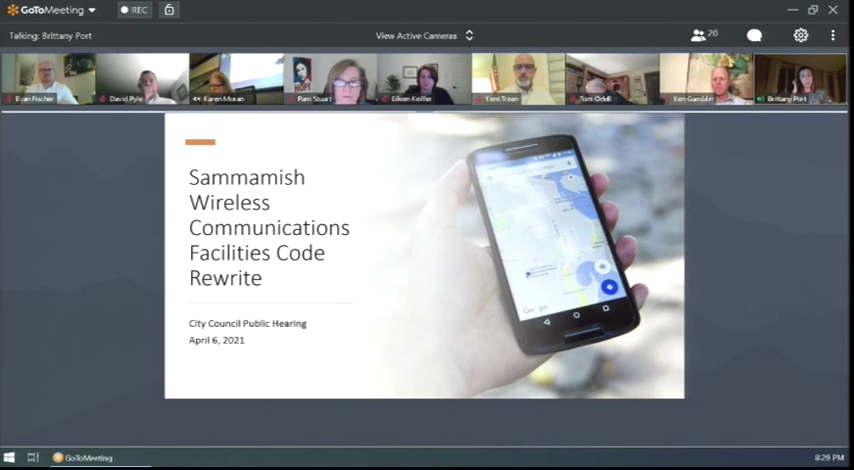 GoToMeeting
REC
Talking: Brittany Port
View Active Cameras
20
Evan Fischer
David Pyle
Karen Moran
Pam Stuart
Eileen Keiffer
Kent Treen
Tom Odell
Ken Gamblin
Brittany Port
HOPE
Sammamish
Wireless
Communications
Facilities Code
Rewrite
City Council Public Hearing
April 6, 2021
GoToMeeting
8:29 PM